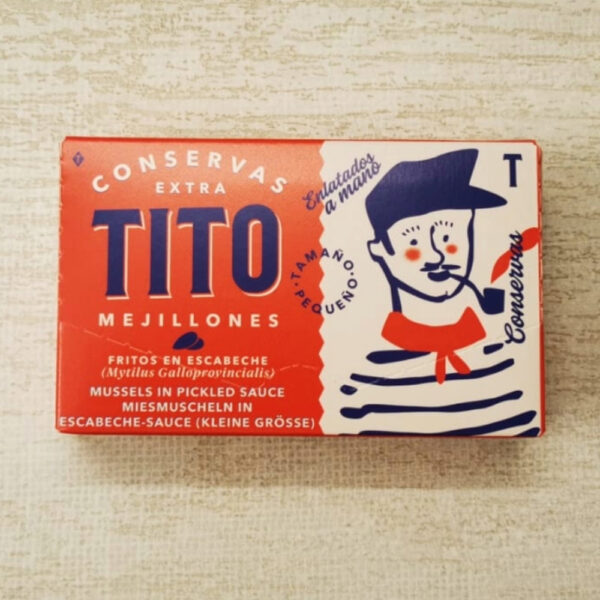 CONSERVAS
EXTRA
TITO
MEJILLONES
FRITOS EN ESCABECHE
(Mytilus Galloprovincialis)
MUSSELS IN PICKLED SAUCE
MIESMUSCHELN IN
ESCABECHE-SAUCE (KLEINE GRÖSSE)
Enlatados
a mano
·TAMAÑO·
PEQUEÑO
T
Conservas